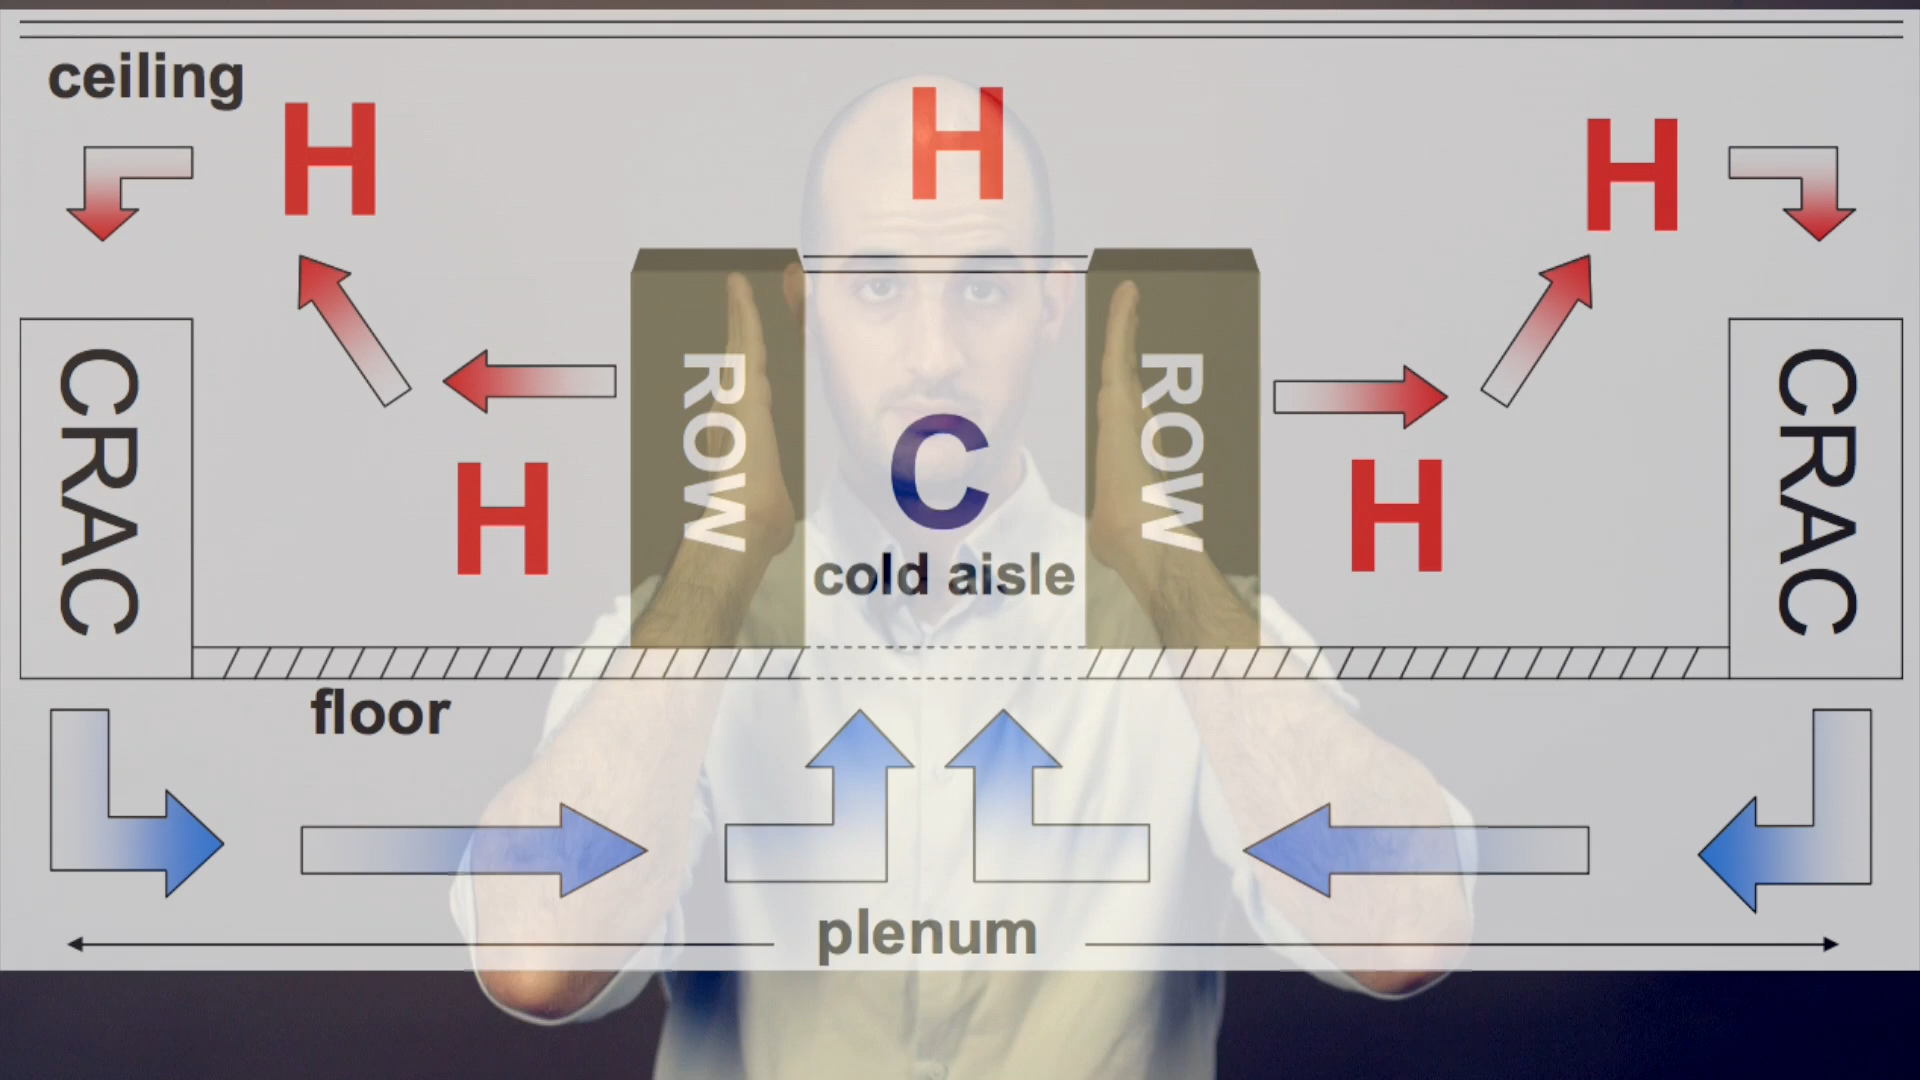 ceiling
H
H
H
CRAC
ROW
ROW
CRAC
H
C
H
cold aisle
floor
plenum